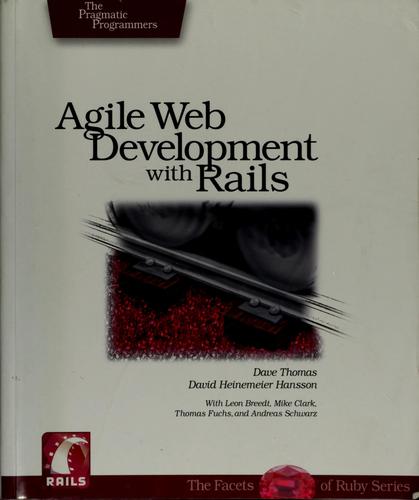 The
Pragmatic
Programmers
Agile Web
Development
with Rails
Dave Thomas
David Heinemeier Hansson
With Leon Breedt, Mike Clark,
Thomas Fuchs, and Andreas Schwarz
RAILS
The Facets of Ruby Series